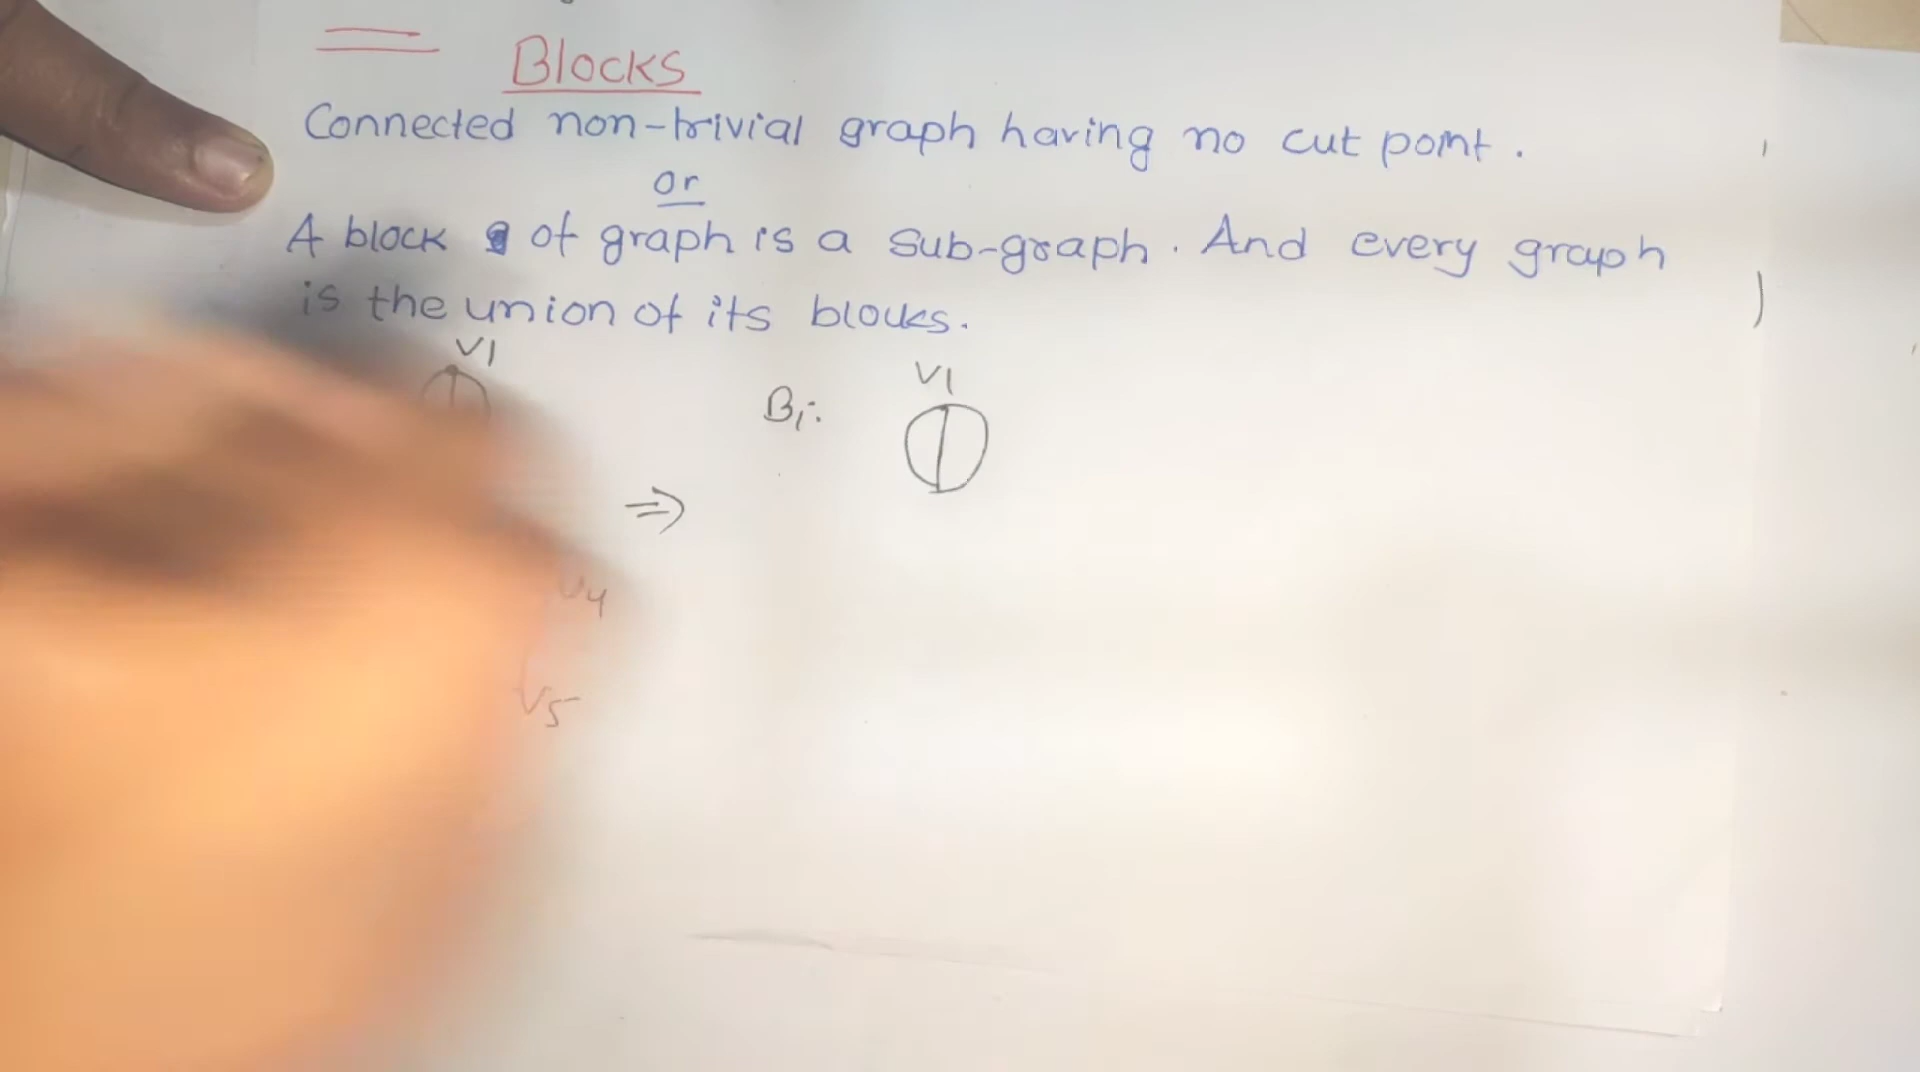 Blocks
Connected non-trivial graph having no cut point.
or
A block of graph is a sub-graph. And every graph
is the union of its blocks.
V1
B1:
V1
⇒
V4
V5